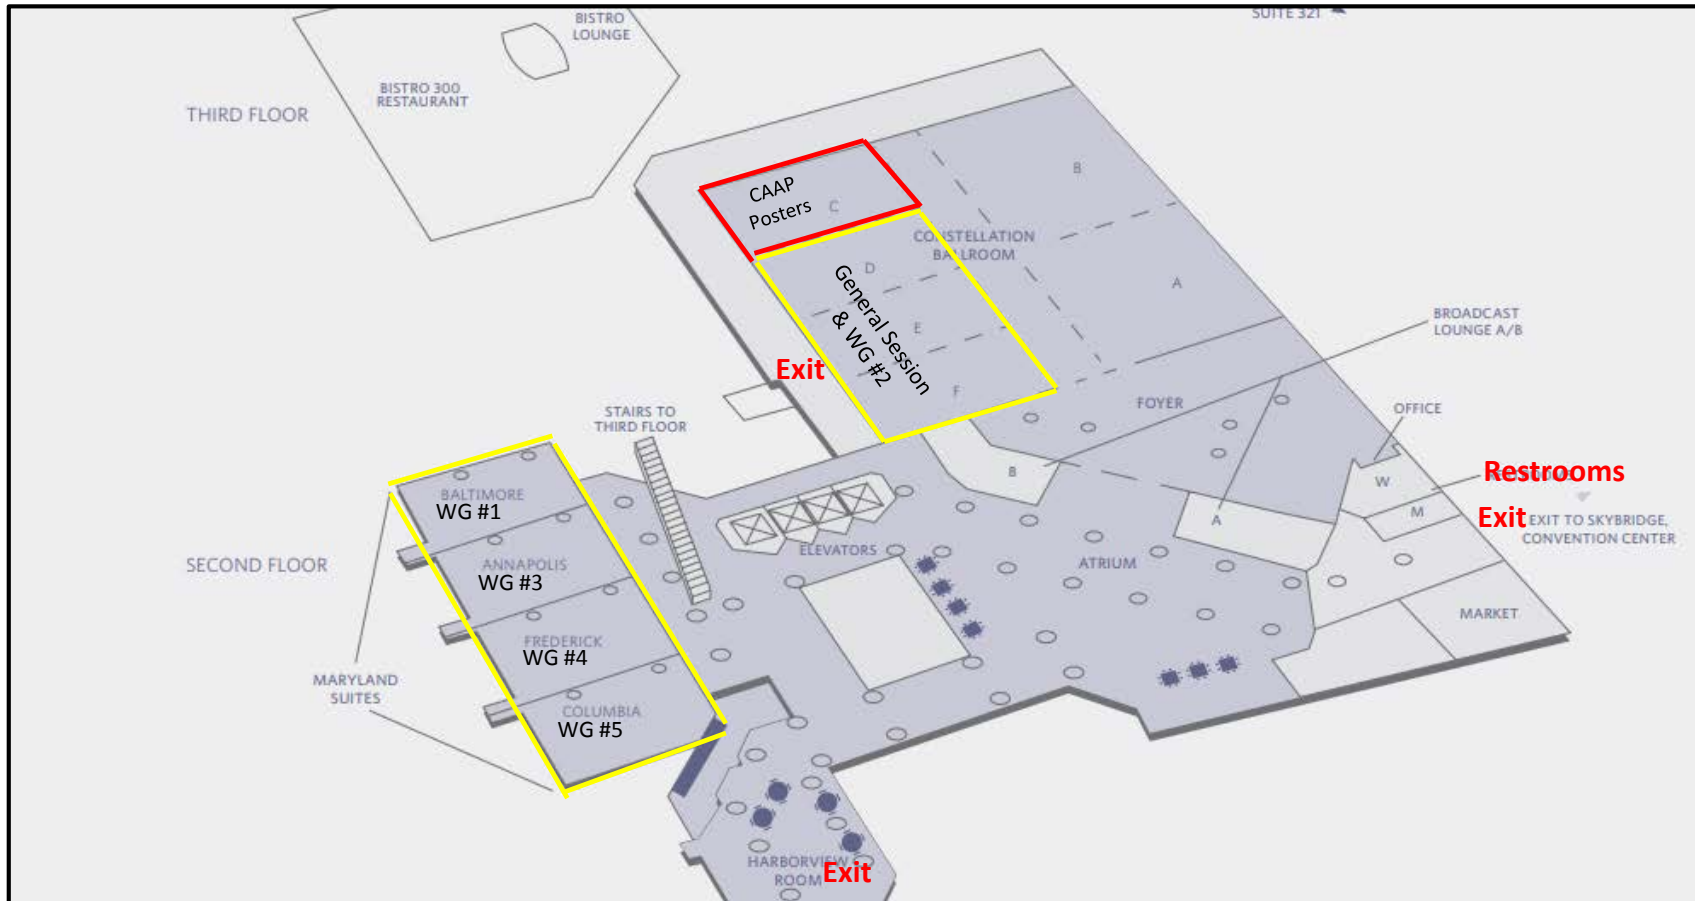 SUITE 321
BISTRO
LOUNGE
BISTRO 300
RESTAURANT
THIRD FLOOR
B
CAAP
Posters
C
CONSTELLATION
BALLROOM
D
General Session
& WG #2
A
E
BROADCAST
LOUNGE A/B
Exit
F
FOYER
OFFICE
STAIRS TO
THIRD FLOOR
B
Restrooms
W
BALTIMORE
WG #1
M
A
Exit
EXIT TO SKYBRIDGE,
CONVENTION CENTER
ELEVATORS
ATRIUM
SECOND FLOOR
ANNAPOLIS
WG #3
MARKET
FREDERICK
WG #4
MARYLAND
SUITES
COLUMBIA
WG #5
HARBORVIEW
ROOM
Exit